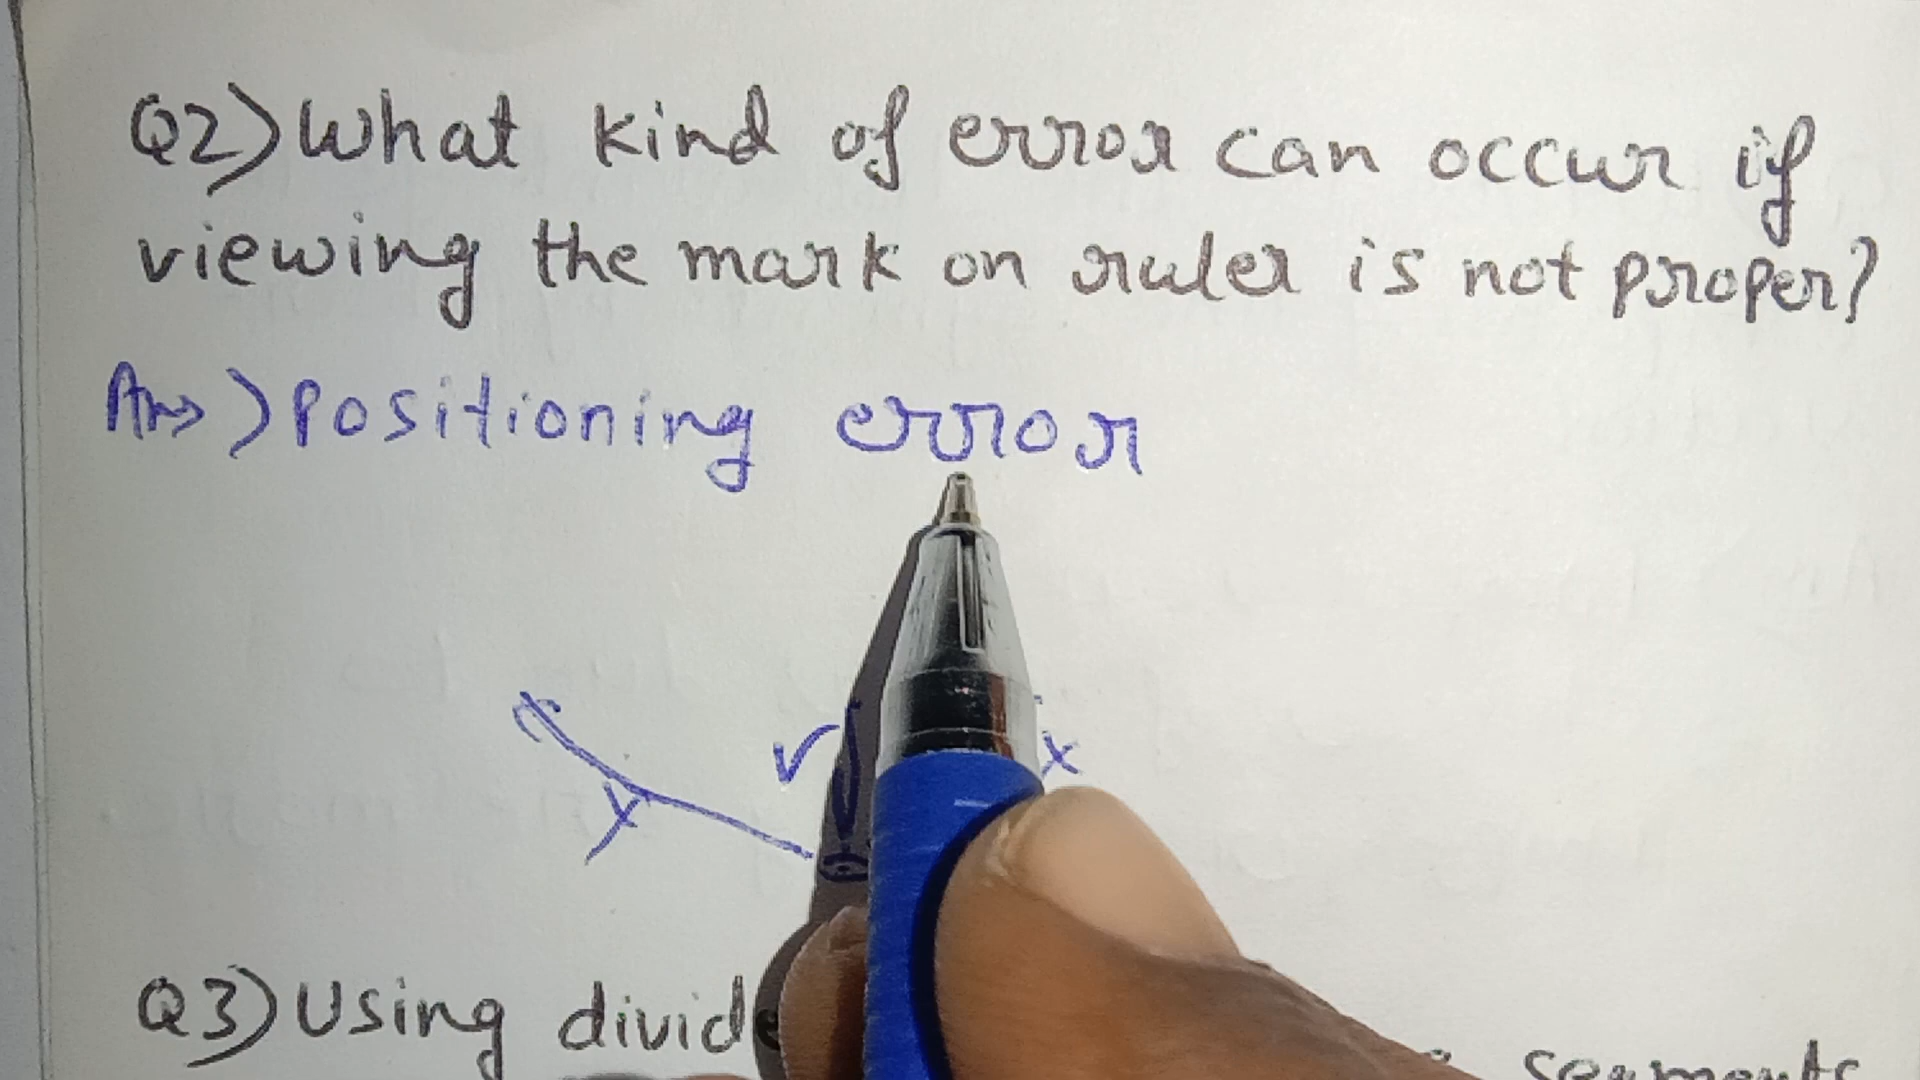 Q2) What kind of error can occur if
viewing the mark on ruler is not proper?
Ans) Positioning error
Q3) Using segments